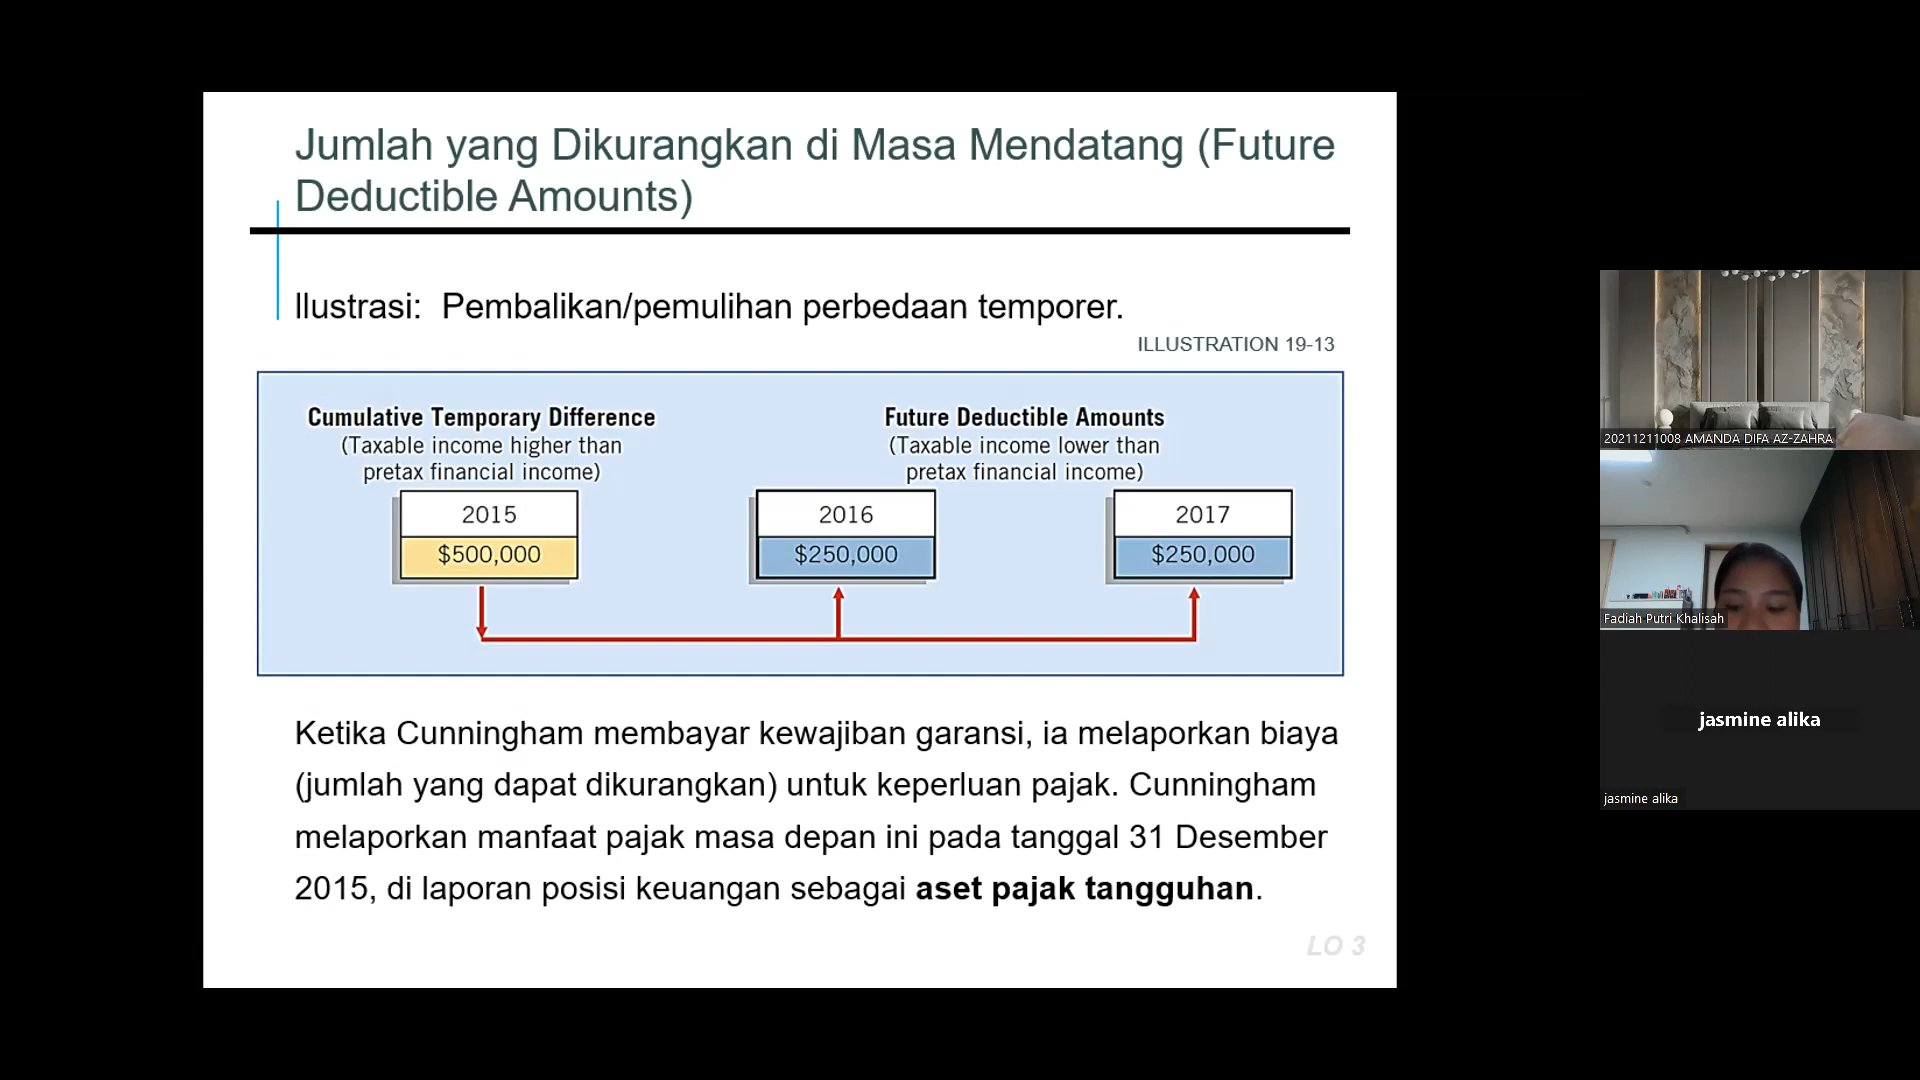 Jumlah yang Dikurangkan di Masa Mendatang (Future
Deductible Amounts)
Ilustrasi: Pembalikan/pemulihan perbedaan temporer.
ILLUSTRATION 19-13
Cumulative Temporary Difference
(Taxable income higher than
pretax financial income)
Future Deductible Amounts
(Taxable income lower than
pretax financial income)
2015
$500,000
2016
$250,000
2017
$250,000
Ketika Cunningham membayar kewajiban garansi, ia melaporkan biaya
(jumlah yang dapat dikurangkan) untuk keperluan pajak. Cunningham
melaporkan manfaat pajak masa depan ini pada tanggal 31 Desember
2015, di laporan posisi keuangan sebagai aset pajak tangguhan.
LO 3
20211211008 AMANDA DIFA AZ-ZAHRA
Fadiah Putri Khalisah
jasmine alika
jasmine alika